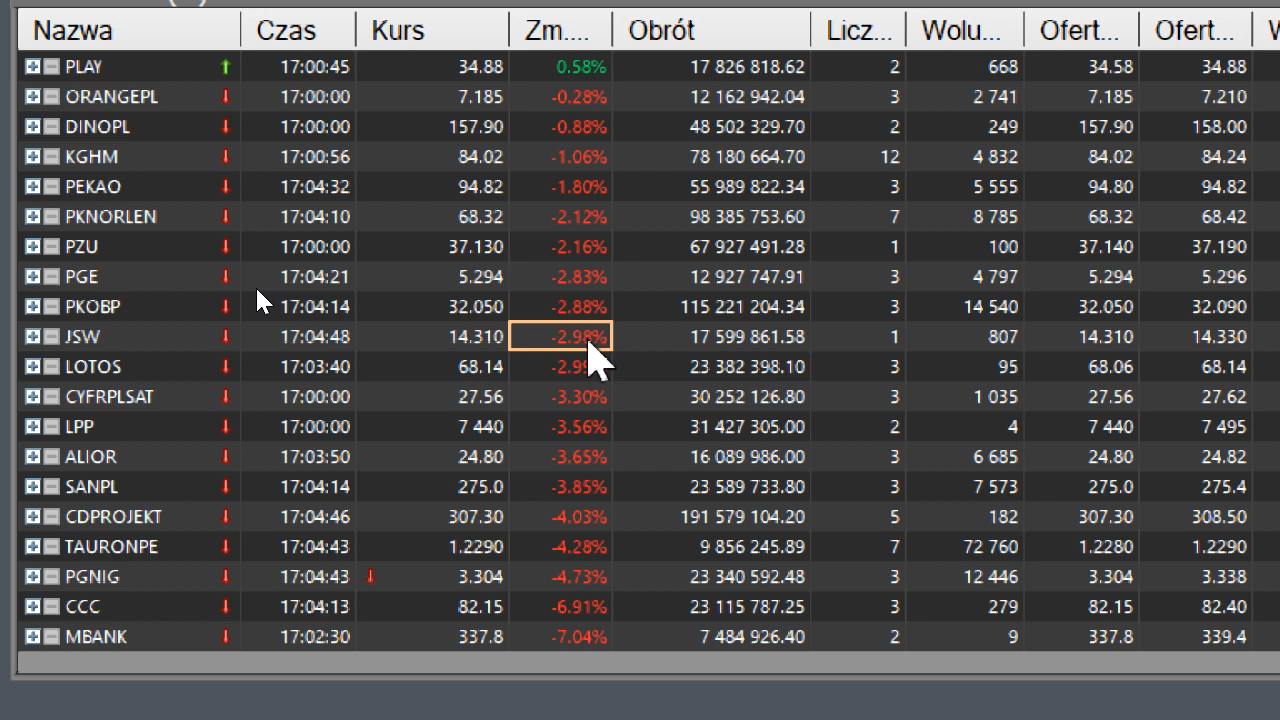 Nazwa Czas Kurs Zm.... Obrót Licz... Wolu... Ofert... Ofert...
PLAY 17:00:45 34.88 0.58% 17 826 818.62 2 668 34.58 34.88
ORANGEPL 17:00:00 7.185 -0.28% 12 162 942.04 3 2 741 7.185 7.210
DINOPL 17:00:00 157.90 -0.88% 48 502 329.70 2 249 157.90 158.00
KGHM 17:00:56 84.02 -1.06% 78 180 664.70 12 4 832 84.02 84.24
PEKAO 17:04:32 94.82 -1.80% 55 989 822.34 3 5 555 94.80 94.82
PKNORLEN 17:04:10 68.32 -2.12% 98 385 753.60 7 8 785 68.32 68.42
PZU 17:00:00 37.130 -2.16% 67 927 491.28 1 100 37.140 37.190
PGE 17:04:21 5.294 -2.83% 12 927 747.91 3 4 797 5.294 5.296
PKOBP 17:04:14 32.050 -2.88% 115 221 204.34 3 14 540 32.050 32.090
JSW 17:04:48 14.310 -2.98% 17 599 861.58 1 807 14.310 14.330
LOTOS 17:03:40 68.14 23 382 398.10 3 95 68.06 68.14
CYFRPLSAT 17:00:00 27.56 -3.30% 30 252 126.80 3 1 035 27.56 27.62
LPP 17:00:00 7 440 -3.56% 31 427 305.00 2 4 7 440 7 495
ALIOR 17:03:50 24.80 -3.65% 16 089 986.00 3 6 685 24.80 24.82
SANPL 17:04:14 275.0 -3.85% 23 589 733.80 3 7 573 275.0 275.4
CDPROJEKT 17:04:46 307.30 -4.03% 191 579 104.20 5 182 307.30 308.50
TAURONPE 17:04:43 1.2290 -4.28% 9 856 245.89 7 72 760 1.2280 1.2290
PGNIG 17:04:43 3.304 -4.73% 23 340 592.48 3 12 446 3.304 3.338
CCC 17:04:13 82.15 -6.91% 23 115 787.25 3 279 82.15 82.40
MBANK 17:02:30 337.8 -7.04% 7 484 926.40 2 9 337.8 339.4